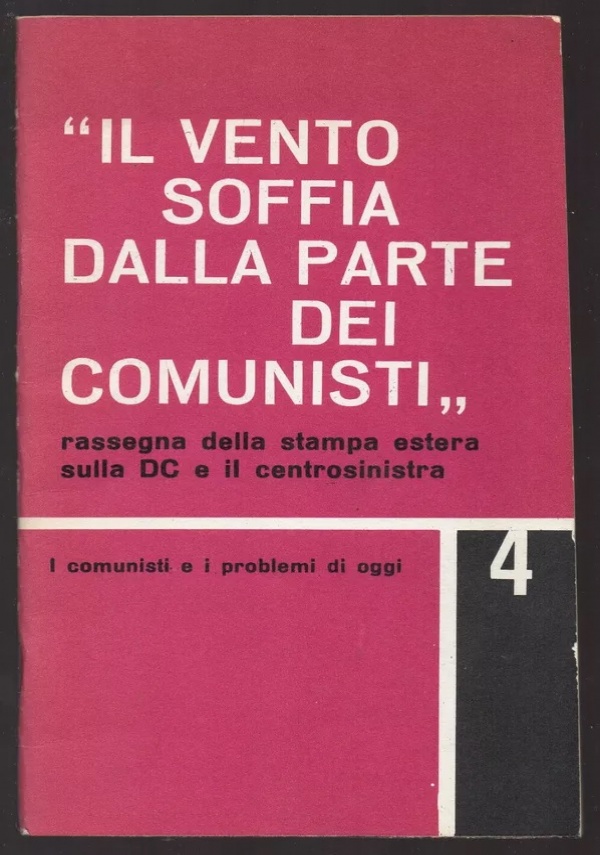 “IL VENTO
SOFFIA
DALLA PARTE
DEI
COMUNISTI„
rassegna della stampa estera
sulla DC e il centrosinistra
I comunisti e i problemi di oggi
4